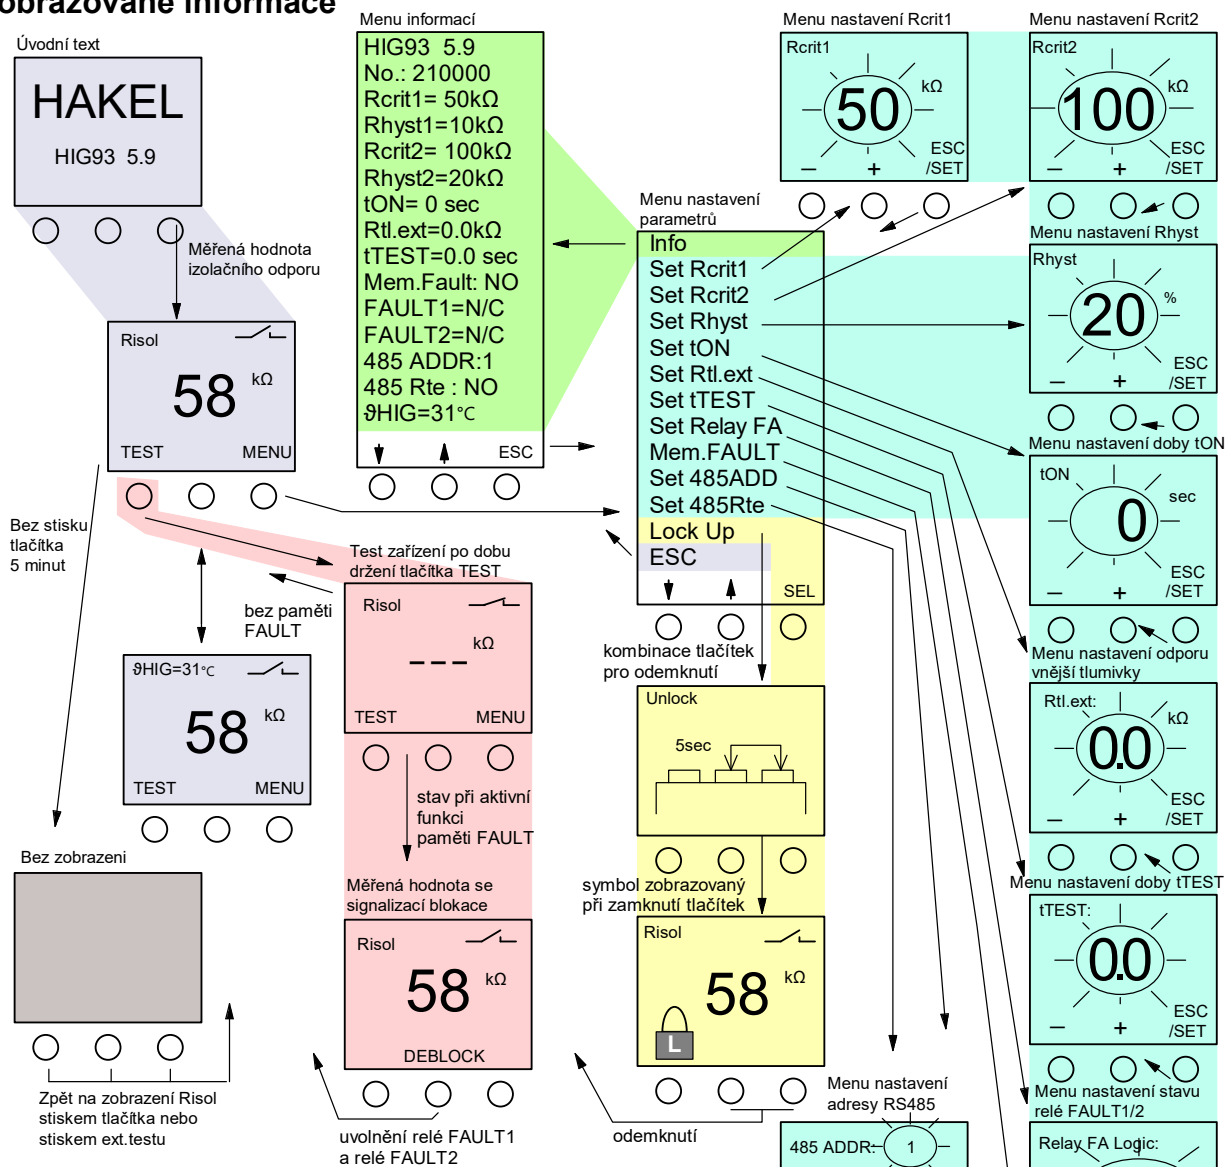 obrazované informace
Úvodní text
HAKEL
HIG93 5.9
Měřená hodnota
izolačního odporu
Risol
58 kΩ
TEST MENU
Bez stisku
tlačítka
5 minut
bez paměti
FAULT
ϑHIG=31°C
58 kΩ
TEST MENU
Bez zobrazeni
Zpět na zobrazení Risol
stiskem tlačítka nebo
stiskem ext.testu
Menu informací
HIG93 5.9
No.: 210000
Rcrit1= 50kΩ
Rhyst1=10kΩ
Rcrit2= 100kΩ
Rhyst2=20kΩ
tON= 0 sec
Rtl.ext=0.0kΩ
tTEST=0.0 sec
Mem.Fault: NO
FAULT1=N/C
FAULT2=N/C
485 ADDR:1
485 Rte : NO
ϑHIG=31°C
ESC
Test zařízení po dobu
držení tlačítka TEST
Risol
--- kΩ
TEST MENU
stav při aktivní
funkci
paměti FAULT
Měřená hodnota se
signalizací blokace
Risol
58 kΩ
DEBLOCK
uvolnění relé FAULT1
a relé FAULT2
Menu nastavení
parametrů
Info
Set Rcrit1
Set Rcrit2
Set Rhyst
Set tON
Set Rtl.ext
Set tTEST
Set Relay FA
Mem.FAULT
Set 485ADD
Set 485Rte
Lock Up
ESC
SEL
kombinace tlačítek
pro odemknutí
Unlock
5sec
symbol zobrazovaný
při zamknutí tlačítek
Risol
58 kΩ
L
odemknutí
Menu nastavení Rcrit1
Rcrit1
50 kΩ
ESC
– + /SET
Menu nastavení Rcrit2
Rcrit2
100 kΩ
ESC
– + /SET
Menu nastavení Rhyst
Rhyst
20 %
ESC
– + /SET
Menu nastavení doby tON
tON
0 sec
ESC
– + /SET
Menu nastavení odporu
vnější tlumivky
Rtl.ext:
0.0 kΩ
ESC
– + /SET
Menu nastavení doby tTEST
tTEST:
0.0
ESC
– + /SET
Menu nastavení stavu
relé FAULT1/2
Relay FA Logic:
Menu nastavení
adresy RS485
485 ADDR: 1